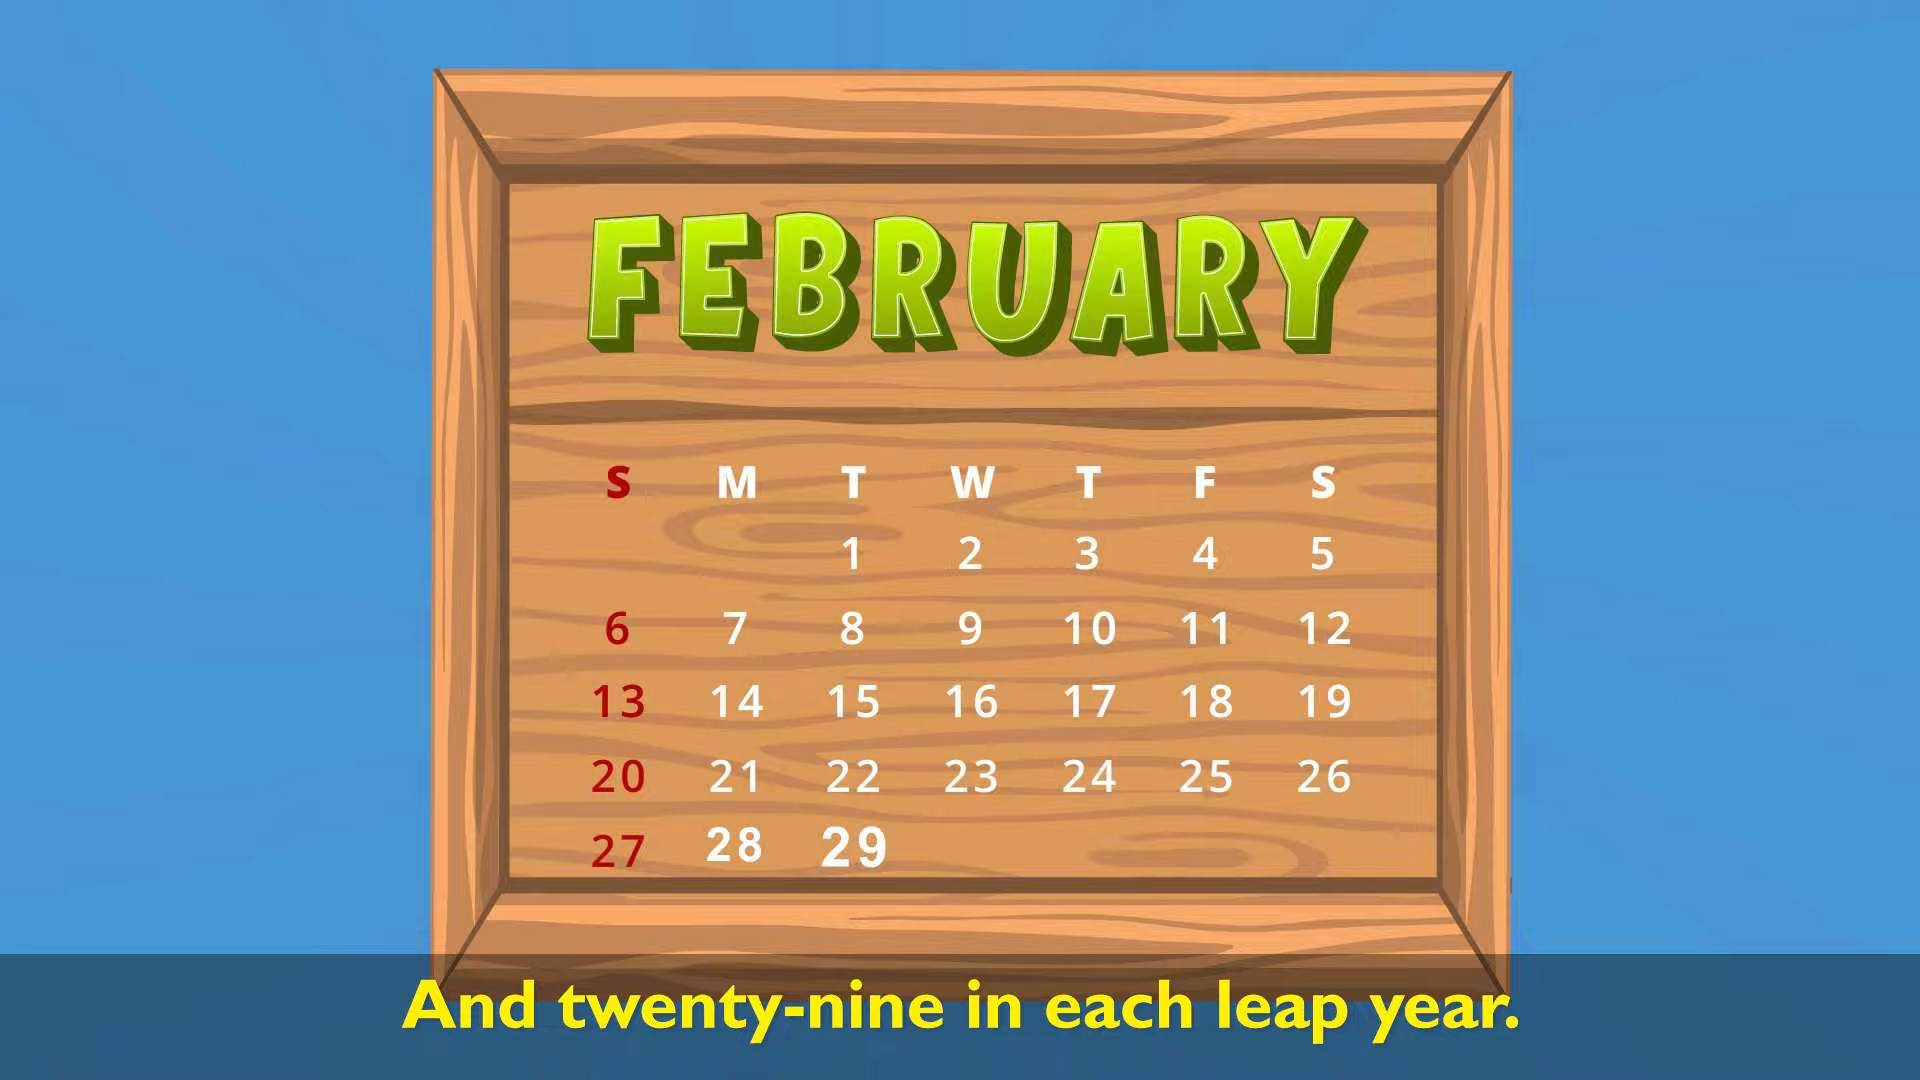 FEBRUARY
S M T W T F S
1 2 3 4 5
6 7 8 9 10 11 12
13 14 15 16 17 18 19
20 21 22 23 24 25 26
27 28 29
And twenty-nine in each leap year.